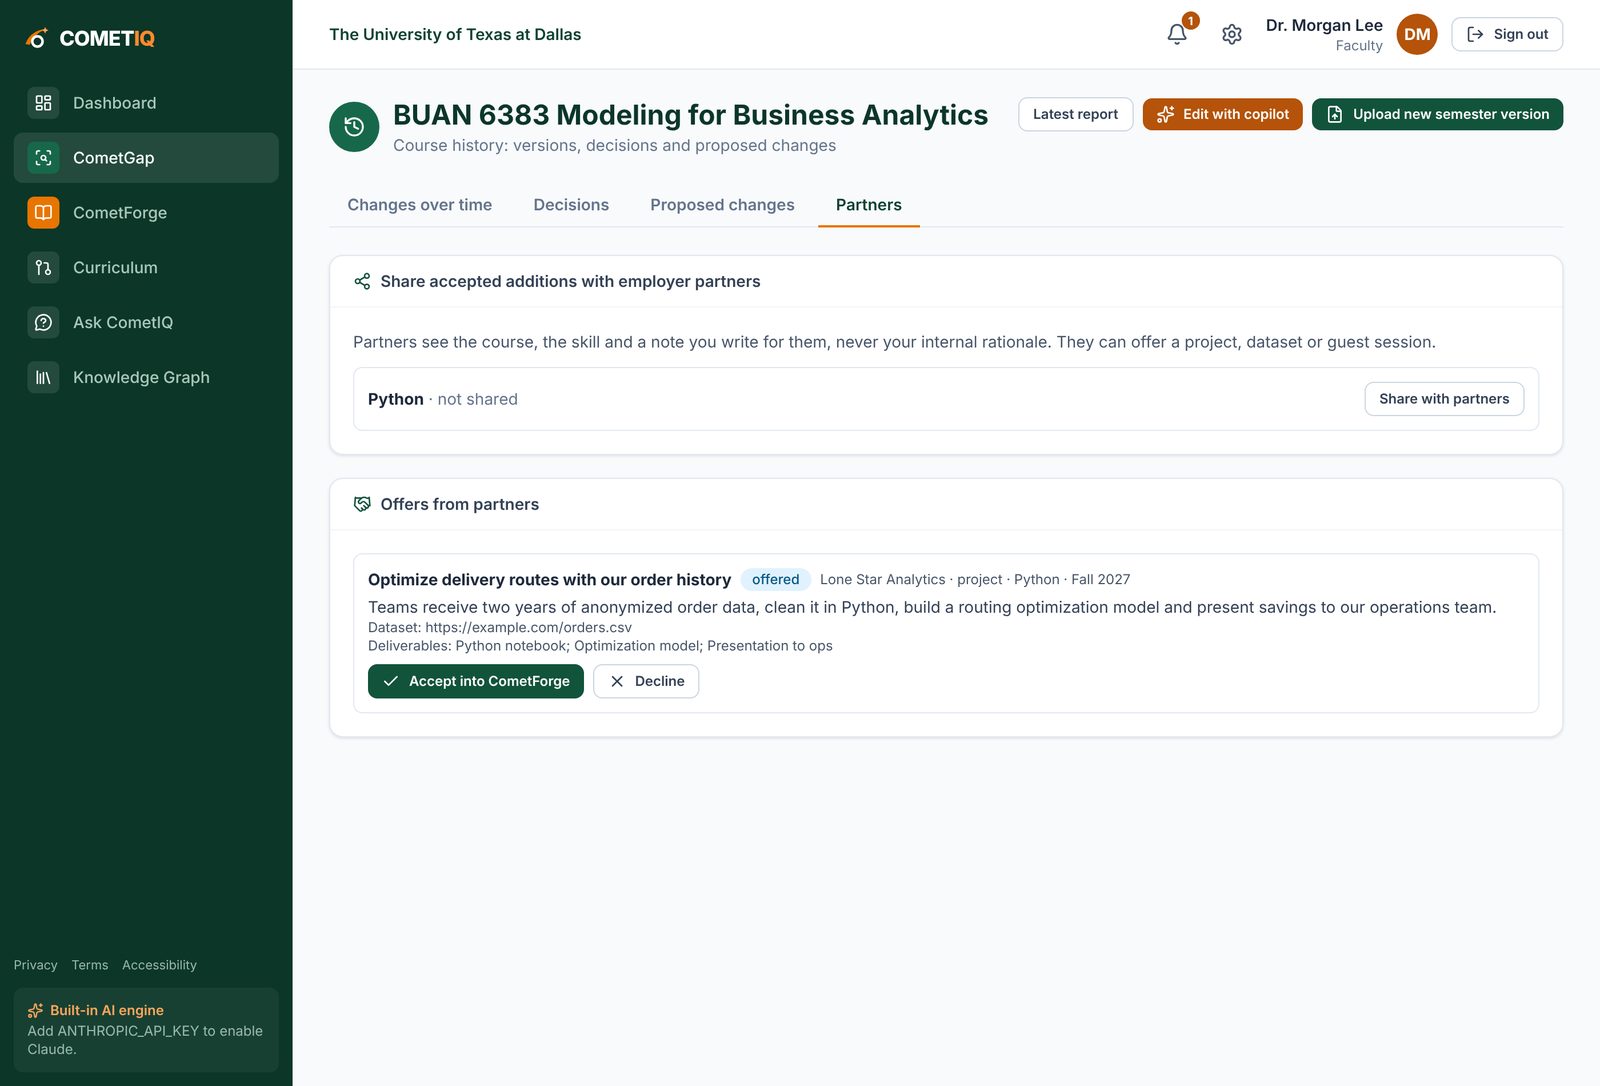 COMETIQ
The University of Texas at Dallas
1
Dr. Morgan Lee
Faculty
DM
Sign out
Dashboard
CometGap
CometForge
Curriculum
Ask CometIQ
Knowledge Graph
BUAN 6383 Modeling for Business Analytics
Course history: versions, decisions and proposed changes
Latest report
Edit with copilot
Upload new semester version
Changes over time
Decisions
Proposed changes
Partners
Share accepted additions with employer partners
Partners see the course, the skill and a note you write for them, never your internal rationale. They can offer a project, dataset or guest session.
Python · not shared
Share with partners
Offers from partners
Optimize delivery routes with our order history offered Lone Star Analytics · project · Python · Fall 2027
Teams receive two years of anonymized order data, clean it in Python, build a routing optimization model and present savings to our operations team.
Dataset: https://example.com/orders.csv
Deliverables: Python notebook; Optimization model; Presentation to ops
Accept into CometForge
Decline
Privacy Terms Accessibility
Built-in AI engine
Add ANTHROPIC_API_KEY to enable
Claude.